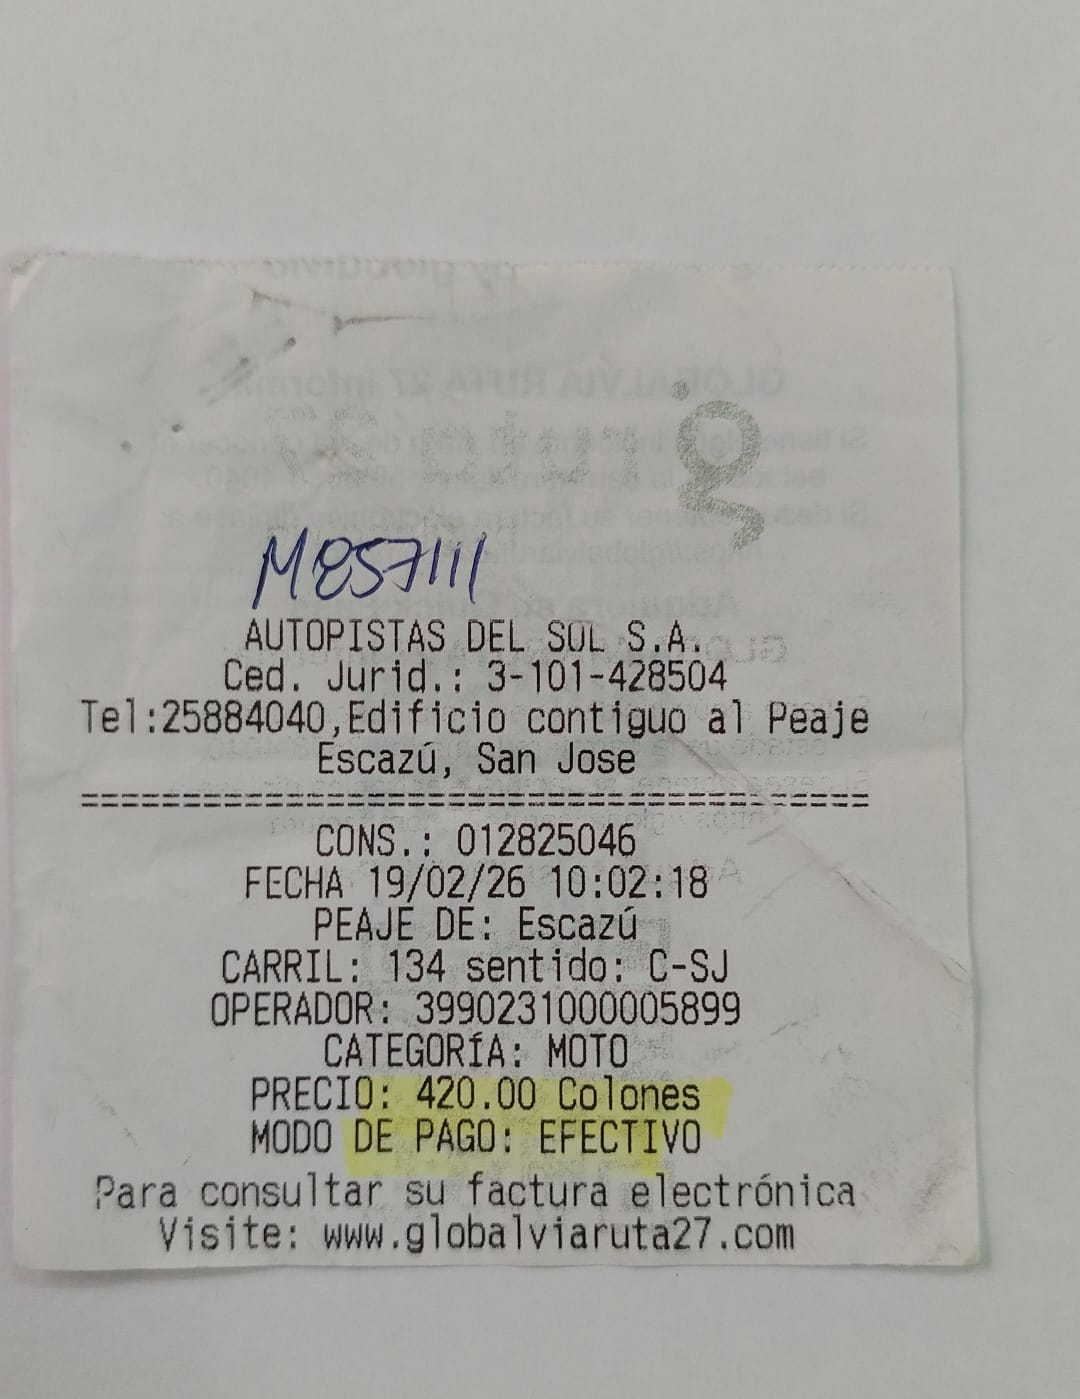 M857111
AUTOPISTAS DEL SOL S.A.
Ced. Jurid.: 3-101-428504
Tel:25884040,Edificio contiguo al Peaje
Escazú, San Jose
=======================================
CONS.: 012825046
FECHA 19/02/26 10:02:18
PEAJE DE: Escazú
CARRIL: 134 sentido: C-SJ
OPERADOR: 3990231000005899
CATEGORÍA: MOTO
PRECIO: 420.00 Colones
MODO DE PAGO: EFECTIVO
Para consultar su factura electrónica
Visite: www.globalviaruta27.com